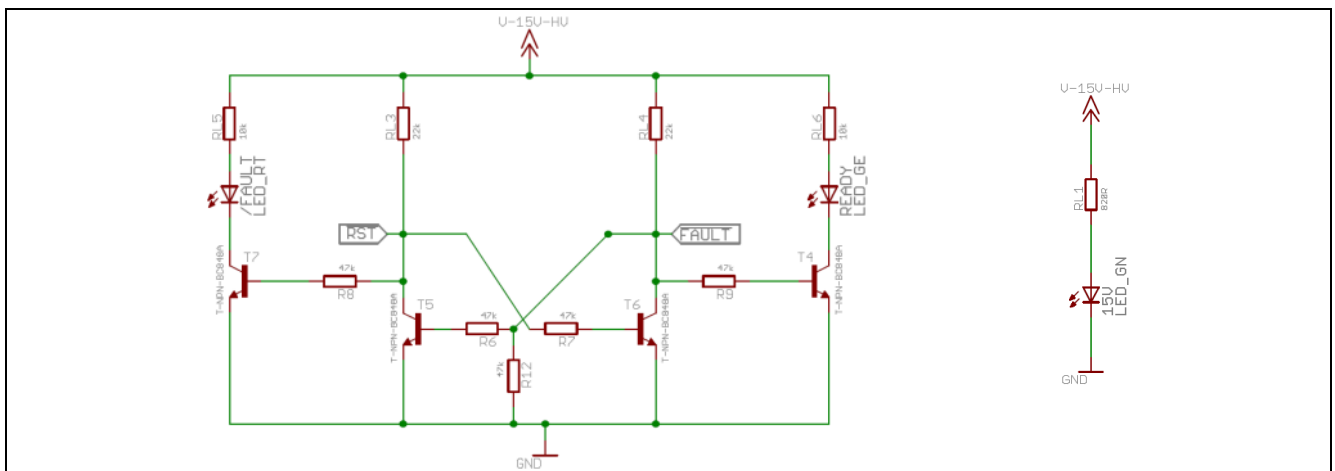 V-15V-HV
RL5
10k
RL3
22k
RL4
22k
RL6
10k
/FAULT
LED_RT
READY
LED_GE
RST
FAULT
T7
T-NPN-BC848A
47k
R8
T5
T-NPN-BC848A
47k
R6
47k
R7
T6
T-NPN-BC848A
47k
R9
T4
T-NPN-BC848A
47k
R12
GND
V-15V-HV
RL1
820R
15V
LED_GN
GND